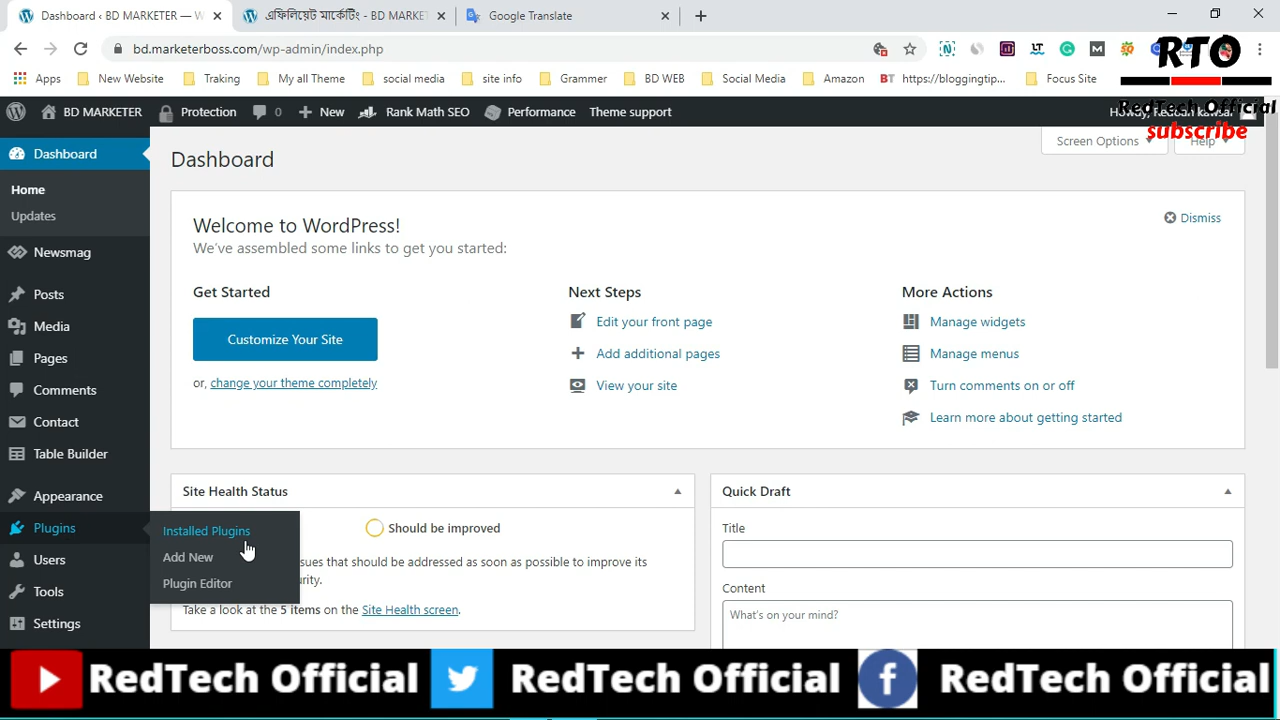 Dashboard ‹ BD MARKETER — W
এফিলিয়েট মার্কেটিং - BD MARKET
Google Translate
bd.marketerboss.com/wp-admin/index.php
RTO
Apps
New Website
Traking
My all Theme
social media
site info
Grammer
BD WEB
Social Media
Amazon
BT https://bloggingtip...
Focus Site
RedTech Official
subscribe
BD MARKETER
Protection
0
New
Rank Math SEO
Performance
Theme support
Howdy, Redoan kawsar
Screen Options
Help
Dashboard
Home
Updates
Newsmag
Posts
Media
Pages
Comments
Contact
Table Builder
Appearance
Plugins
Users
Tools
Settings
Installed Plugins
Add New
Plugin Editor
Dashboard
Welcome to WordPress!
We've assembled some links to get you started:
Dismiss
Get Started
Customize Your Site
or, change your theme completely
Next Steps
Edit your front page
Add additional pages
View your site
More Actions
Manage widgets
Manage menus
Turn comments on or off
Learn more about getting started
Site Health Status
Should be improved
sues that should be addressed as soon as possible to improve its
urity.
Take a look at the 5 items on the Site Health screen.
Quick Draft
Title
Content
What's on your mind?
RedTech Official
RedTech Official
RedTech Official